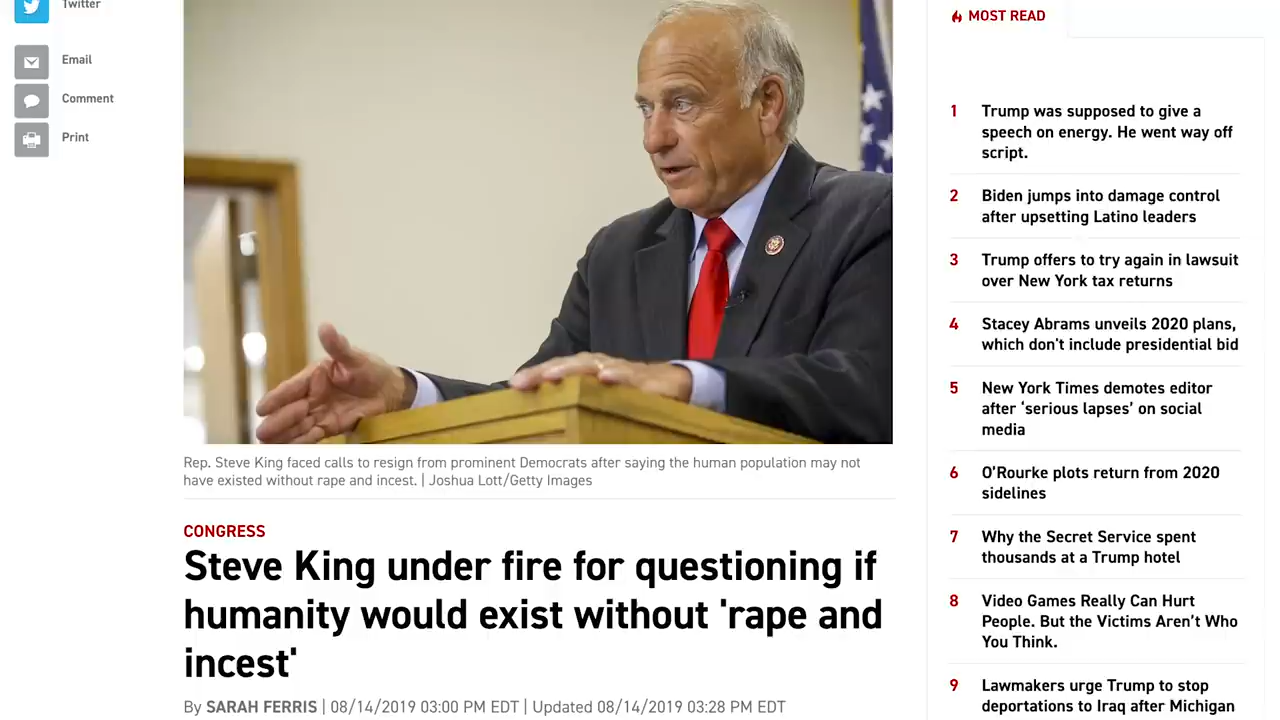 Twitter
Email
Comment
Print
Rep. Steve King faced calls to resign from prominent Democrats after saying the human population may not
have existed without rape and incest. | Joshua Lott/Getty Images
CONGRESS
Steve King under fire for questioning if
humanity would exist without 'rape and
incest'
By SARAH FERRIS | 08/14/2019 03:00 PM EDT | Updated 08/14/2019 03:28 PM EDT
MOST READ
1 Trump was supposed to give a
speech on energy. He went way off
script.
2 Biden jumps into damage control
after upsetting Latino leaders
3 Trump offers to try again in lawsuit
over New York tax returns
4 Stacey Abrams unveils 2020 plans,
which don't include presidential bid
5 New York Times demotes editor
after ‘serious lapses’ on social
media
6 O’Rourke plots return from 2020
sidelines
7 Why the Secret Service spent
thousands at a Trump hotel
8 Video Games Really Can Hurt
People. But the Victims Aren’t Who
You Think.
9 Lawmakers urge Trump to stop
deportations to Iraq after Michigan